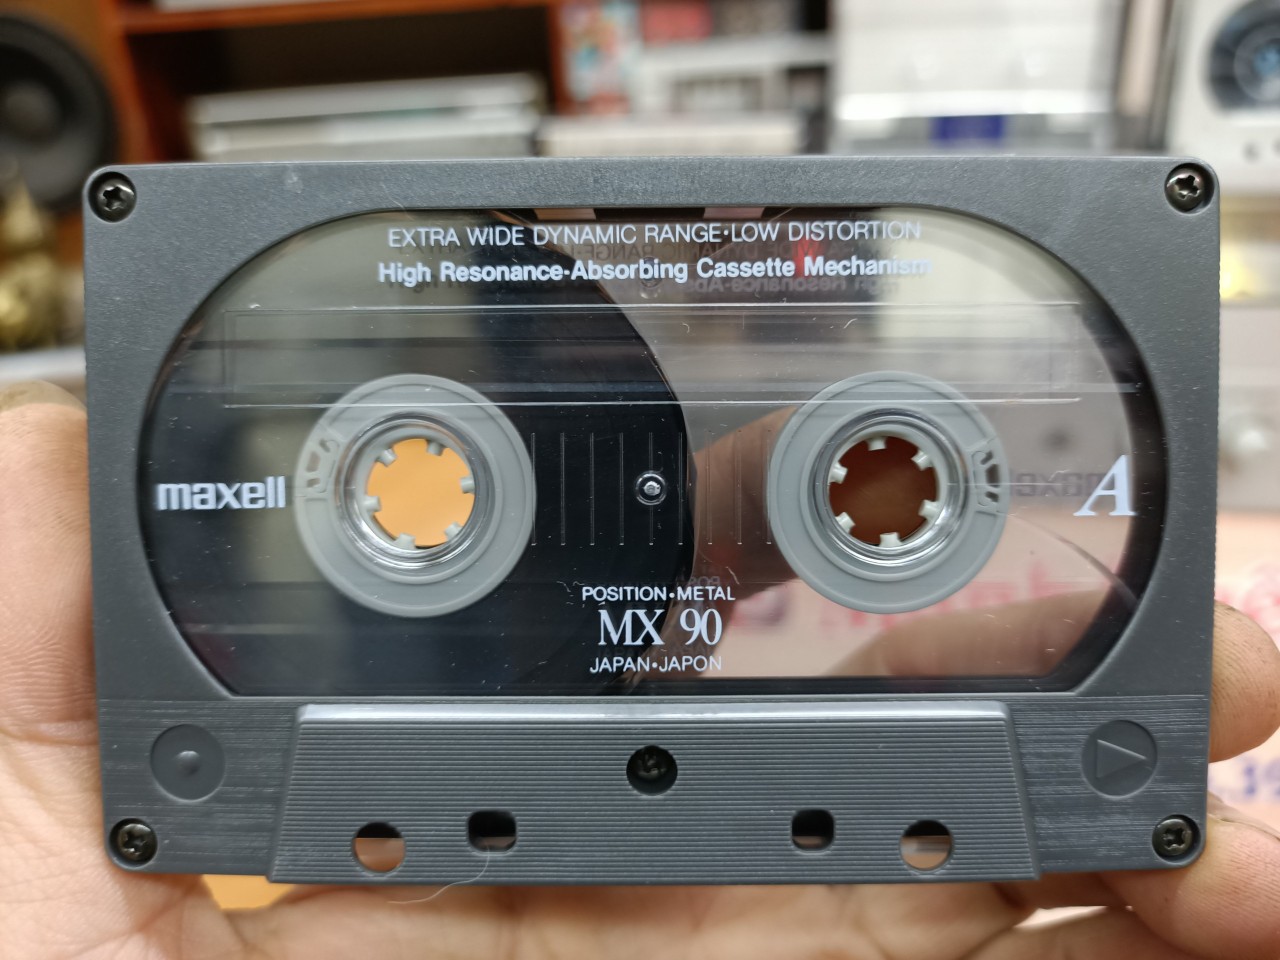 EXTRA WIDE DYNAMIC RANGE·LOW DISTORTION
High Resonance-Absorbing Cassette Mechanism
maxell
A
POSITION·METAL
MX 90
JAPAN·JAPON